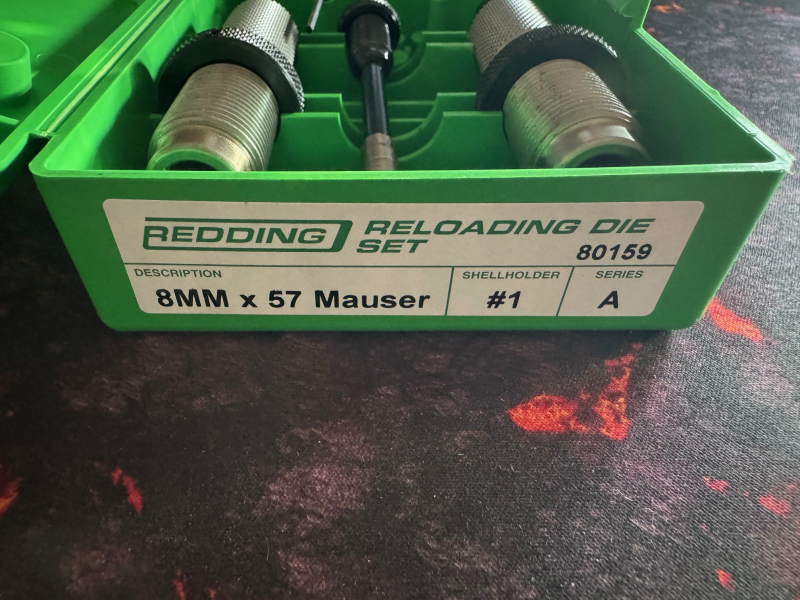 REDDING RELOADING DIE SET
80159
DESCRIPTION
8MM x 57 Mauser
SHELLHOLDER
#1
SERIES
A